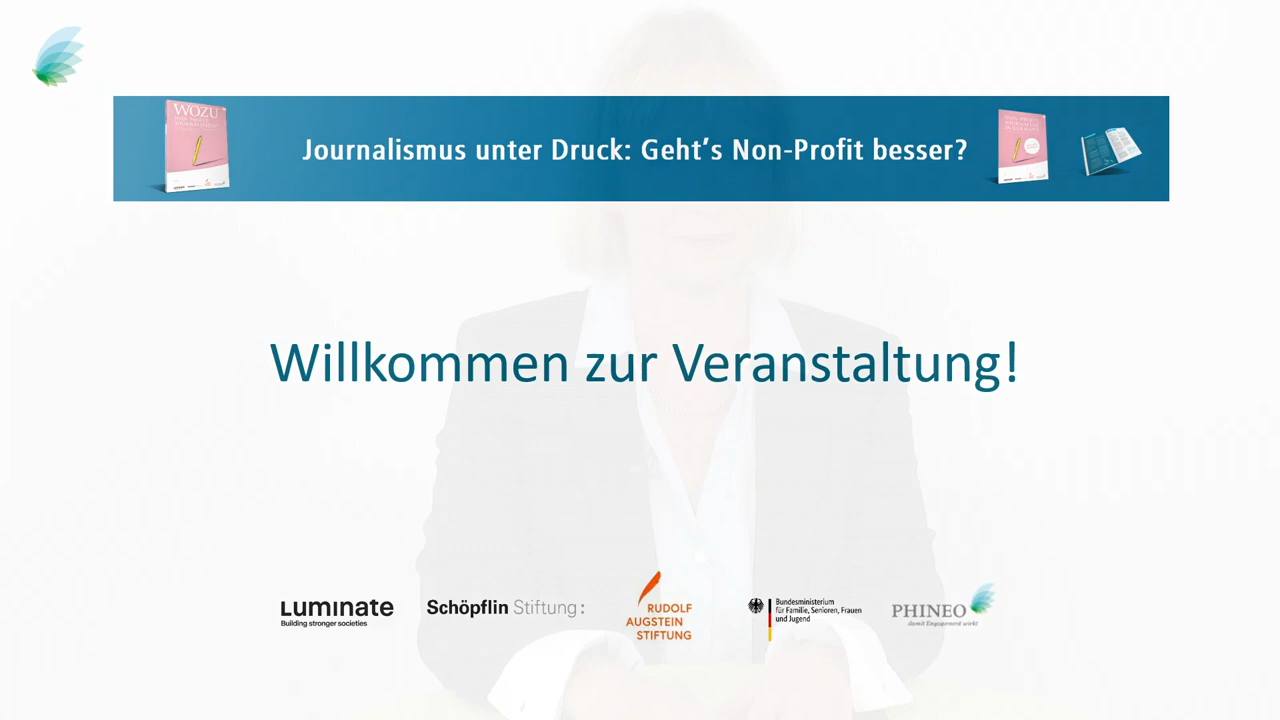 WOZU
Journalismus unter Druck: Geht's Non-Profit besser?
Willkommen zur Veranstaltung!
Luminate
Building stronger societies
Schöpflin Stiftung:
RUDOLF
AUGSTEIN
STIFTUNG
Bundesministerium
für Familie, Senioren, Frauen
und Jugend
PHINEO
damit Engagement wirkt